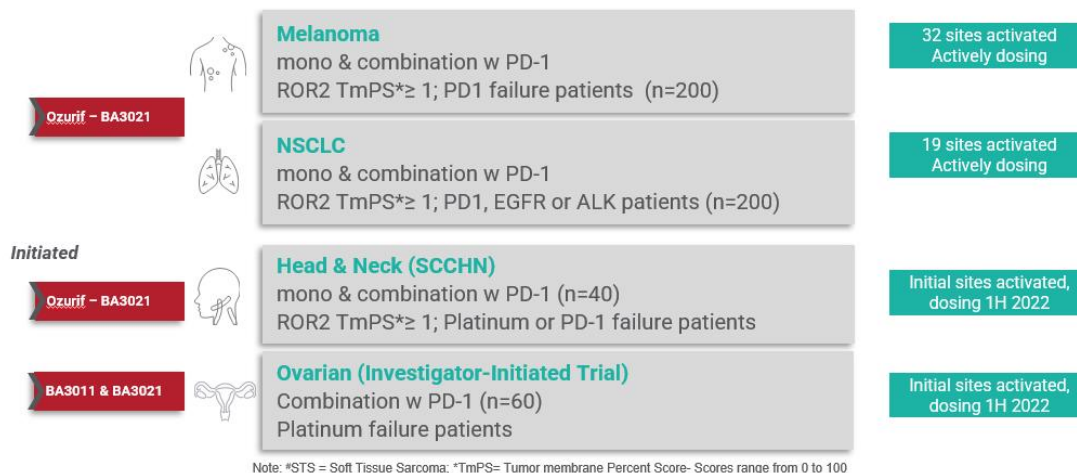 Melanoma
mono & combination w PD-1
ROR2 TmPS*≥ 1; PD1 failure patients (n=200)
32 sites activated
Actively dosing
Ozurif – BA3021
NSCLC
mono & combination w PD-1
ROR2 TmPS*≥ 1; PD1, EGFR or ALK patients (n=200)
19 sites activated
Actively dosing
Initiated
Ozurif – BA3021
Head & Neck (SCCHN)
mono & combination w PD-1 (n=40)
ROR2 TmPS*≥ 1; Platinum or PD-1 failure patients
Initial sites activated,
dosing 1H 2022
BA3011 & BA3021
Ovarian (Investigator-Initiated Trial)
Combination w PD-1 (n=60)
Platinum failure patients
Initial sites activated,
dosing 1H 2022
Note: #STS = Soft Tissue Sarcoma; *TmPS= Tumor membrane Percent Score- Scores range from 0 to 100